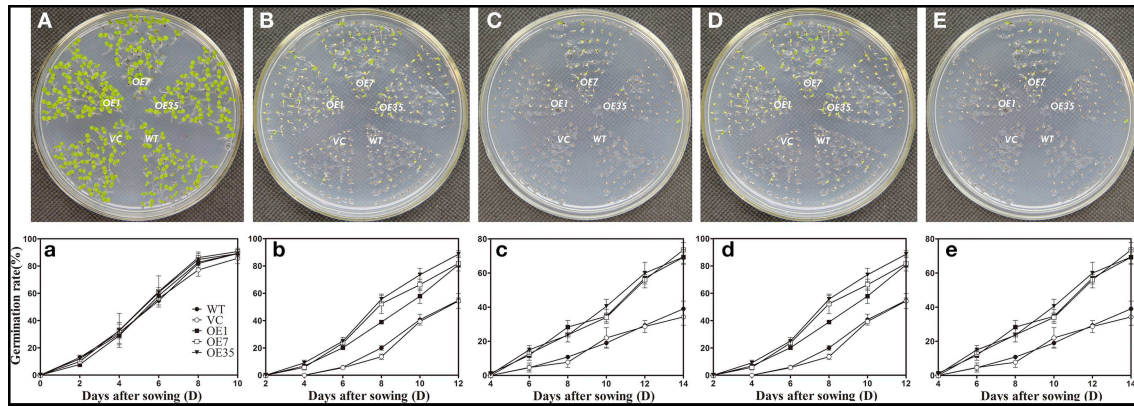 A B C D E
OE7 OE7 OE7 OE7 OE7
OE1 OE35 OE1 OE35 OE1 OE35 OE1 OE35 OE1 OE35
VC WT VC WT VC WT VC WT VC WT
Germination rate(%)
a
100
80
60
40
20
0
WT
VC
OE1
OE7
OE35
0 2 4 6 8 10
Days after sowing (D)
b
100
80
60
40
20
0
2 4 6 8 10 12
Days after sowing (D)
c
80
60
40
20
0
4 6 8 10 12 14
Days after sowing (D)
d
100
80
60
40
20
0
2 4 6 8 10 12
Days after sowing (D)
e
80
60
40
20
0
4 6 8 10 12 14
Days after sowing (D)